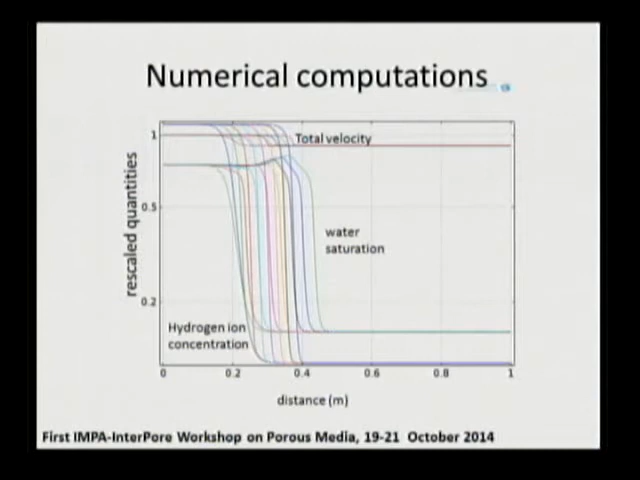 Numerical computations
1
Total velocity
rescaled quantities
0.5
water
saturation
0.2
Hydrogen ion
concentration
0
0.2
0.4
0.6
0.8
1
distance (m)
First IMPA-InterPore Workshop on Porous Media, 19-21 October 2014